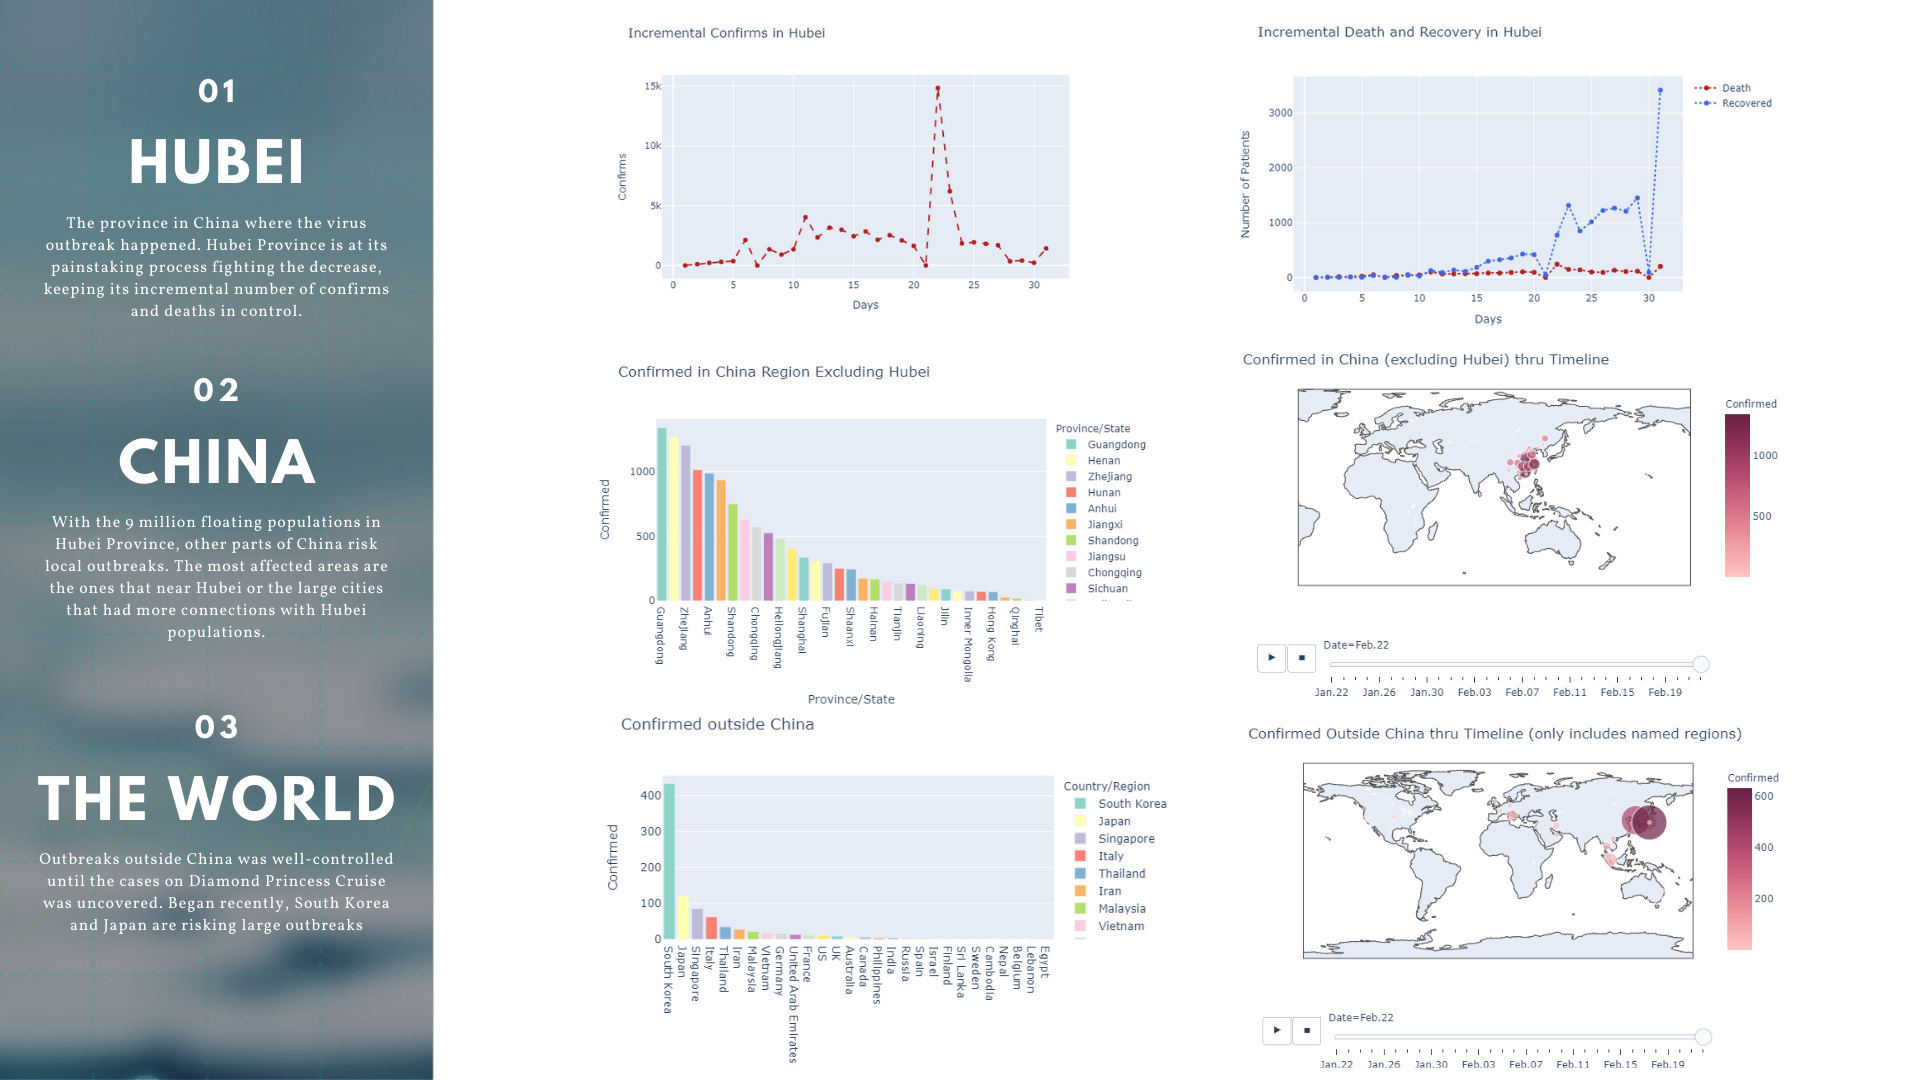 01
HUBEI
The province in China where the virus
outbreak happened. Hubei Province is at its
painstaking process fighting the decrease,
keeping its incremental number of confirms
and deaths in control.
02
CHINA
With the 9 million floating populations in
Hubei Province, other parts of China risk
local outbreaks. The most affected areas are
the ones that near Hubei or the large cities
that had more connections with Hubei
populations.
03
THE WORLD
Outbreaks outside China was well-controlled
until the cases on Diamond Princess Cruise
was uncovered. Began recently, South Korea
and Japan are risking large outbreaks
Incremental Confirms in Hubei
Confirms
15k
10k
5k
0
0 5 10 15 20 25 30
Days
Incremental Death and Recovery in Hubei
Number of Patients
3000
2000
1000
0
0 5 10 15 20 25 30
Days
Death
Recovered
Confirmed in China Region Excluding Hubei
Confirmed
1000
500
0
Guangdong
Zhejiang
Anhui
Shandong
Chongqing
Heilongjiang
Shanghai
Fujian
Shaanxi
Hainan
Tianjin
Liaoning
Jilin
Inner Mongolia
Hong Kong
Qinghai
Tibet
Province/State
Province/State
Guangdong
Henan
Zhejiang
Hunan
Anhui
Jiangxi
Shandong
Jiangsu
Chongqing
Sichuan
Confirmed in China (excluding Hubei) thru Timeline
Confirmed
1000
500
Date=Feb.22
Jan.22 Jan.26 Jan.30 Feb.03 Feb.07 Feb.11 Feb.15 Feb.19
Confirmed outside China
Confirmed
400
300
200
100
0
South Korea
Japan
Singapore
Italy
Thailand
Iran
Malaysia
Vietnam
Germany
United Arab Emirates
France
US
UK
Australia
Canada
Philippines
India
Russia
Spain
Israel
Finland
Sri Lanka
Sweden
Cambodia
Nepal
Belgium
Lebanon
Egypt
Country/Region
South Korea
Japan
Singapore
Italy
Thailand
Iran
Malaysia
Vietnam
Confirmed Outside China thru Timeline (only includes named regions)
Confirmed
600
400
200
Date=Feb.22
Jan.22 Jan.26 Jan.30 Feb.03 Feb.07 Feb.11 Feb.15 Feb.19